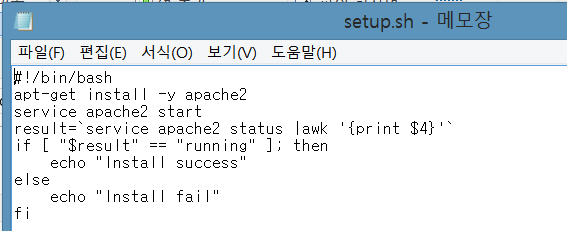 setup.sh - 메모장
파일(F) 편집(E) 서식(O) 보기(V) 도움말(H)
#!/bin/bash
apt-get install -y apache2
service apache2 start
result=`service apache2 status |awk '{print $4}'`
if [ "$result" == "running" ]; then
    echo "Install success"
else
    echo "Install fail"
fi